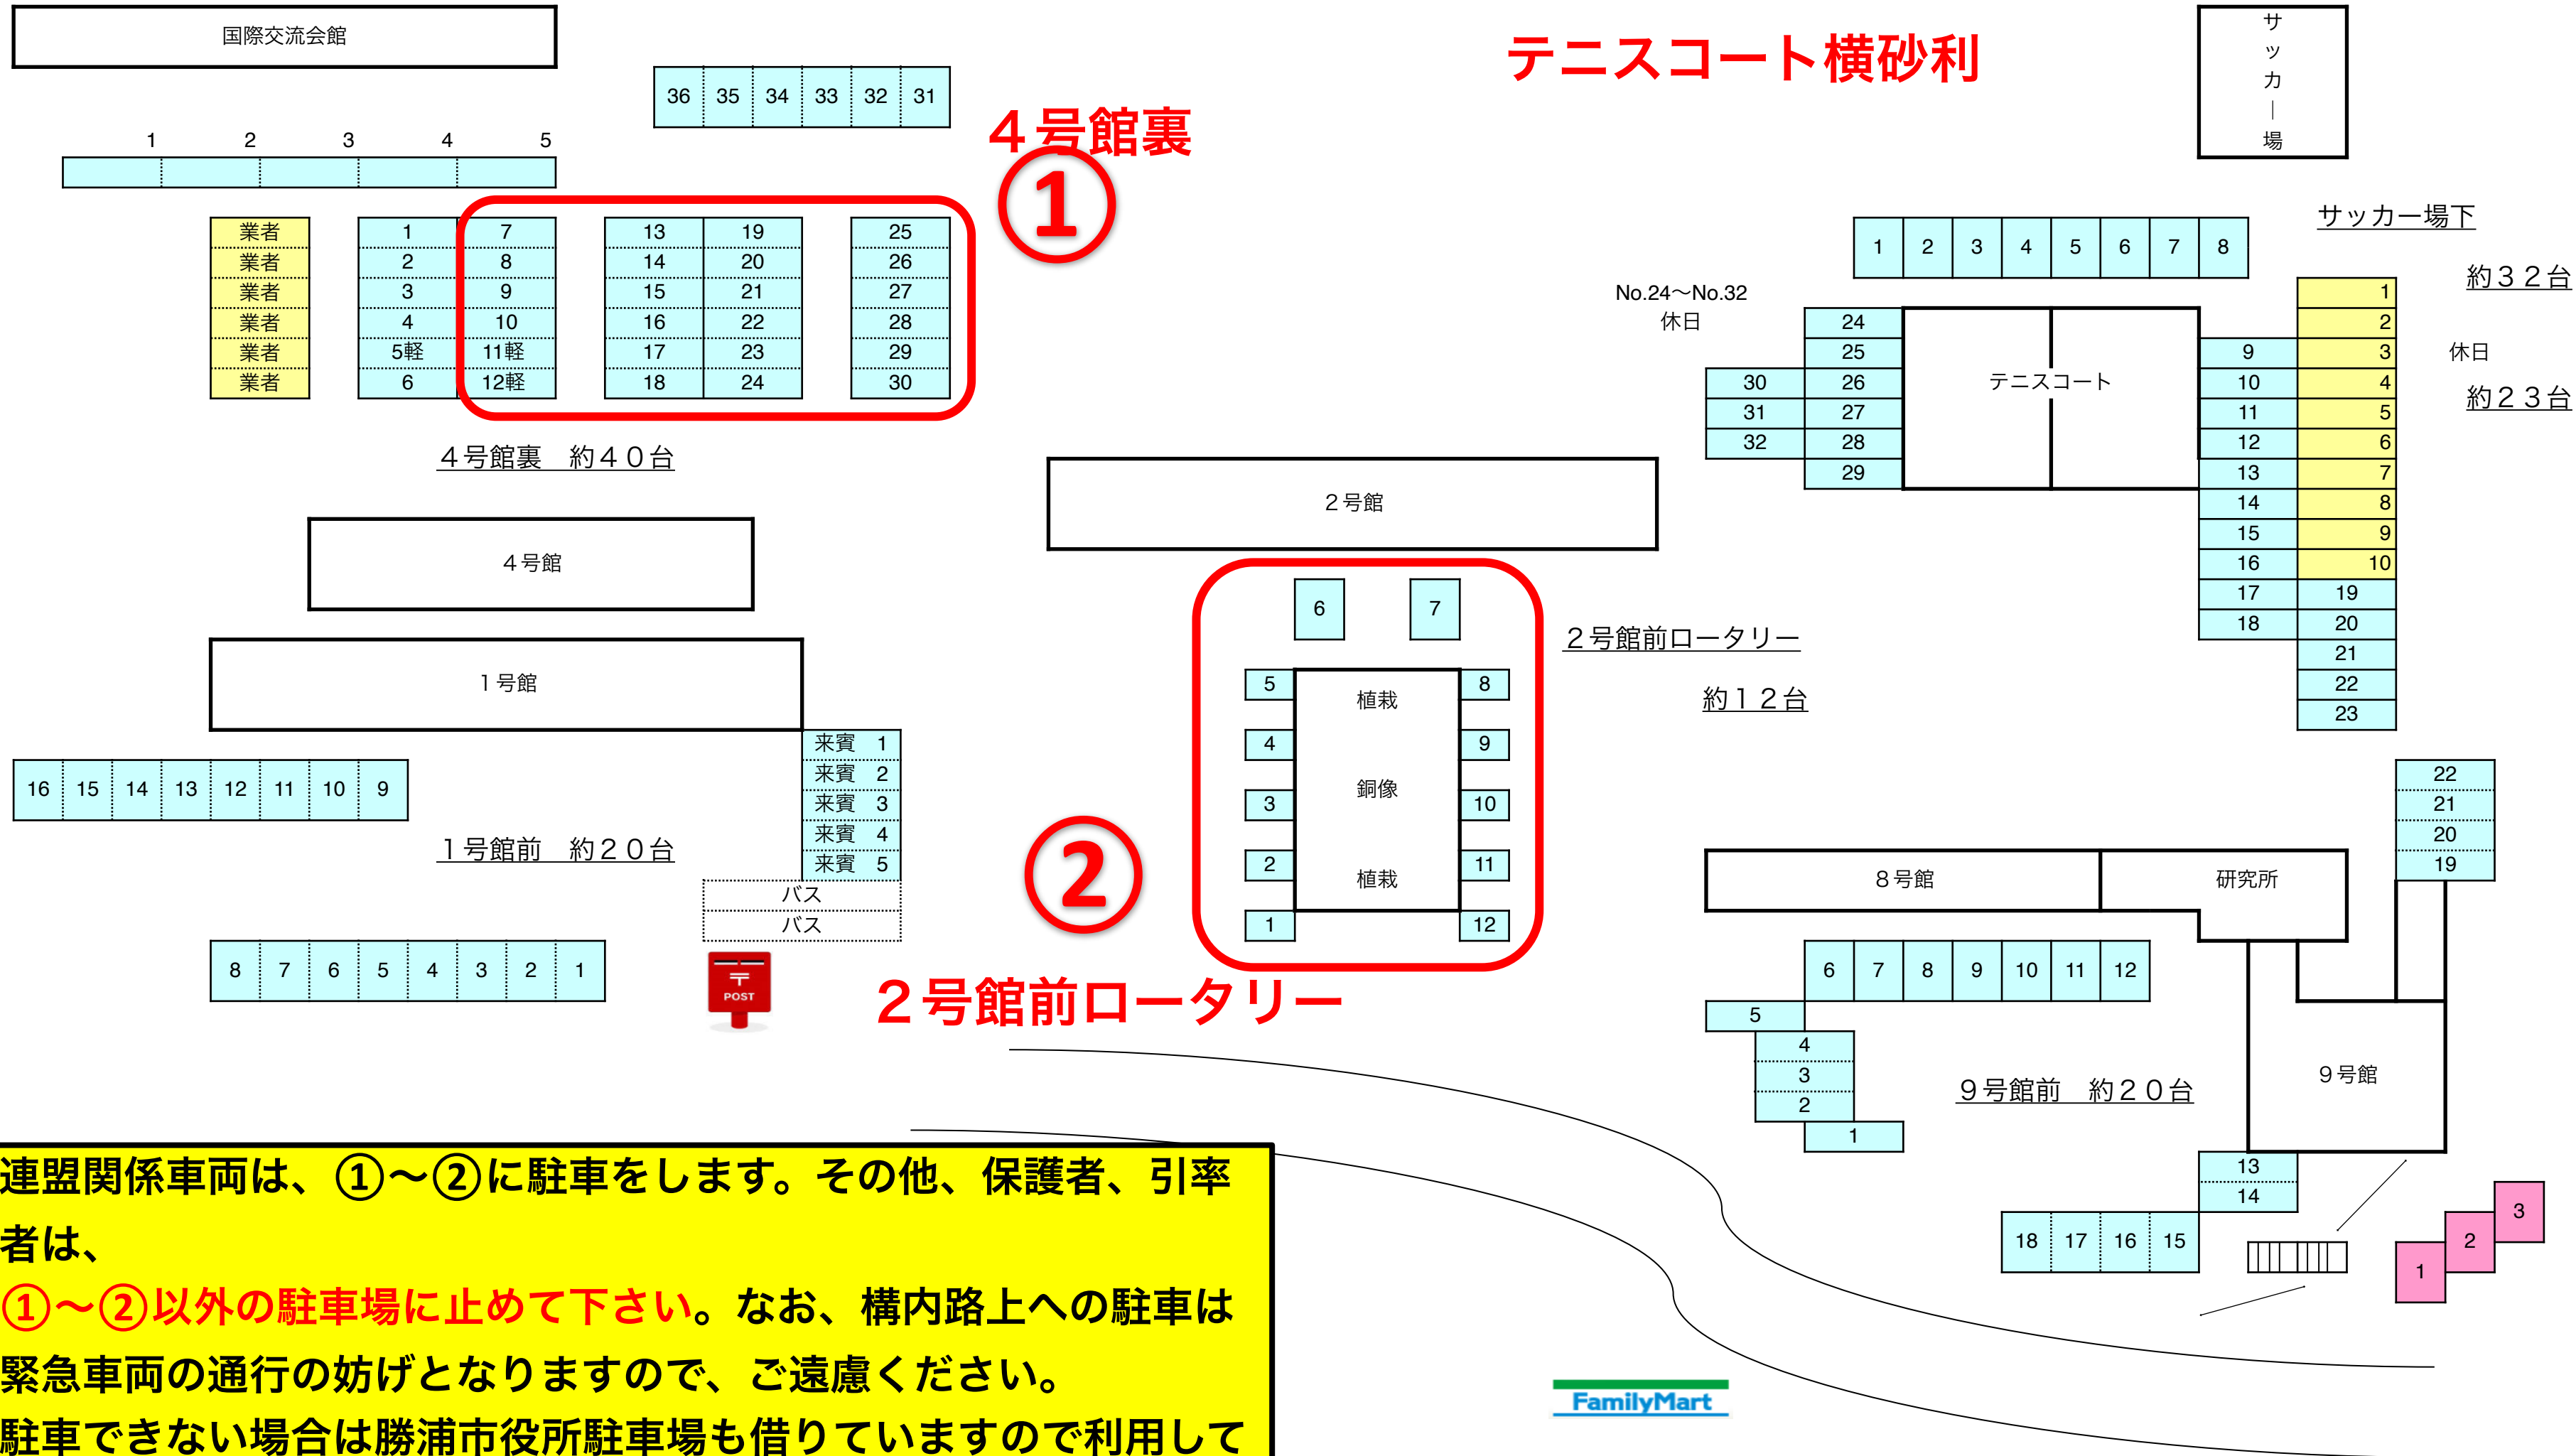 国際交流会館
テニスコート横砂利
サッカー場
36 35 34 33 32 31
４号館裏
①
1 2 3 4 5
サッカー場下
約３２台
休日
約２３台
業者 1 7 13 19 25
業者 2 8 14 20 26
業者 3 9 15 21 27
業者 4 10 16 22 28
業者 5軽 11軽 17 23 29
業者 6 12軽 18 24 30
４号館裏　約４０台
1 2 3 4 5 6 7 8
No.24～No.32
休日
24
25
30 26
31 27
32 28
29
テニスコート
1
2
9 3
10 4
11 5
12 6
13 7
14 8
15 9
16 10
17 19
18 20
21
22
23
２号館
４号館
１号館
6 7
5 植栽 8
4 9
3 銅像 10
2 植栽 11
1 12
２号館前ロータリー
約１２台
②
２号館前ロータリー
来賓 1
来賓 2
来賓 3
来賓 4
来賓 5
バス
バス
16 15 14 13 12 11 10 9
１号館前　約２０台
8 7 6 5 4 3 2 1
〒
POST
22
21
20
19
８号館 研究所
6 7 8 9 10 11 12
5
4
3
2
1
９号館前　約２０台
９号館
13
14
18 17 16 15
3
2
1
連盟関係車両は、①～②に駐車をします。その他、保護者、引率
者は、
①～②以外の駐車場に止めて下さい。なお、構内路上への駐車は
緊急車両の通行の妨げとなりますので、ご遠慮ください。
駐車できない場合は勝浦市役所駐車場も借りていますので利用して
FamilyMart